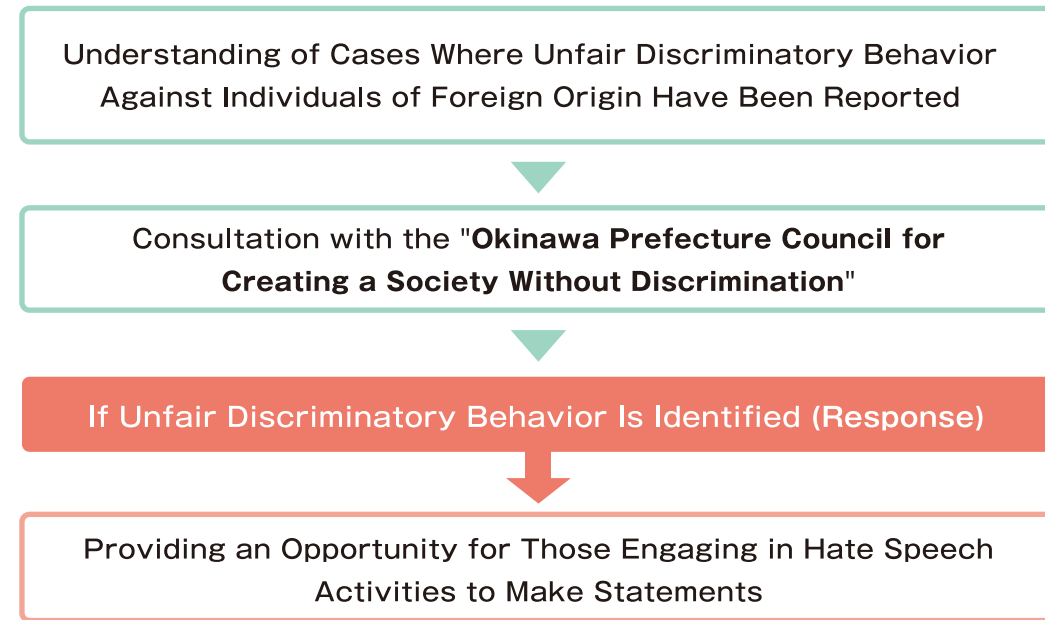 Understanding of Cases Where Unfair Discriminatory Behavior
Against Individuals of Foreign Origin Have Been Reported
Consultation with the "Okinawa Prefecture Council for
Creating a Society Without Discrimination"
If Unfair Discriminatory Behavior Is Identified (Response)
Providing an Opportunity for Those Engaging in Hate Speech
Activities to Make Statements